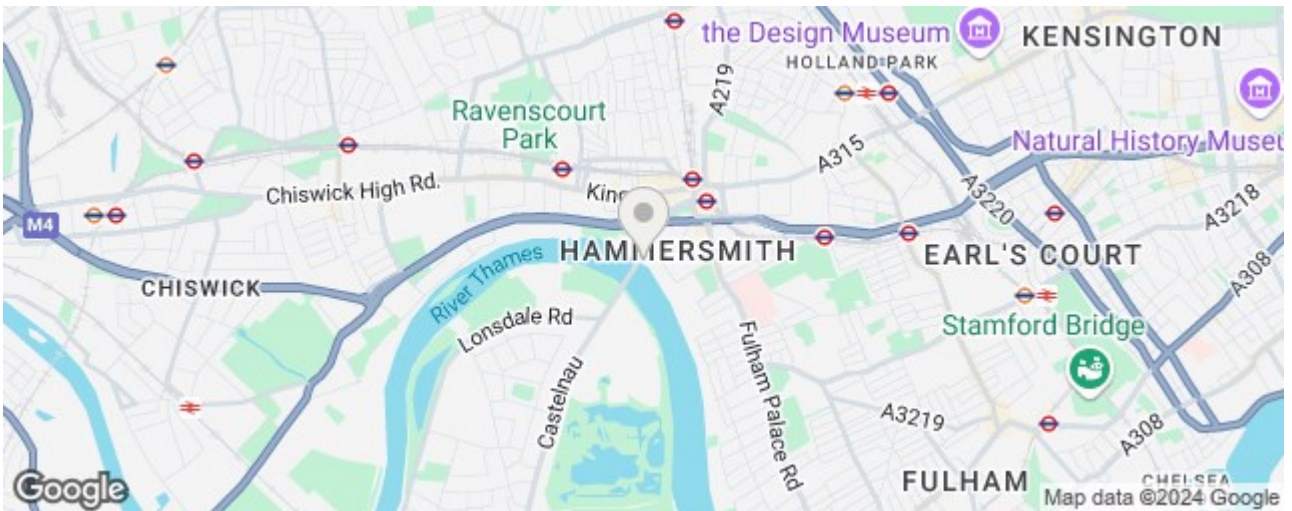 the Design Museum
KENSINGTON
HOLLAND PARK
A219
Ravenscourt
Park
A315
Natural History Museu
Chiswick High Rd.
King
A3220
A3218
M4
HAMMERSMITH
EARL'S COURT
River Thames
CHISWICK
A308
Lonsdale Rd
Stamford Bridge
Castelnau
Fulham Palace Rd
A3219
A308
FULHAM
CHELSEA
Google
Map data ©2024 Google